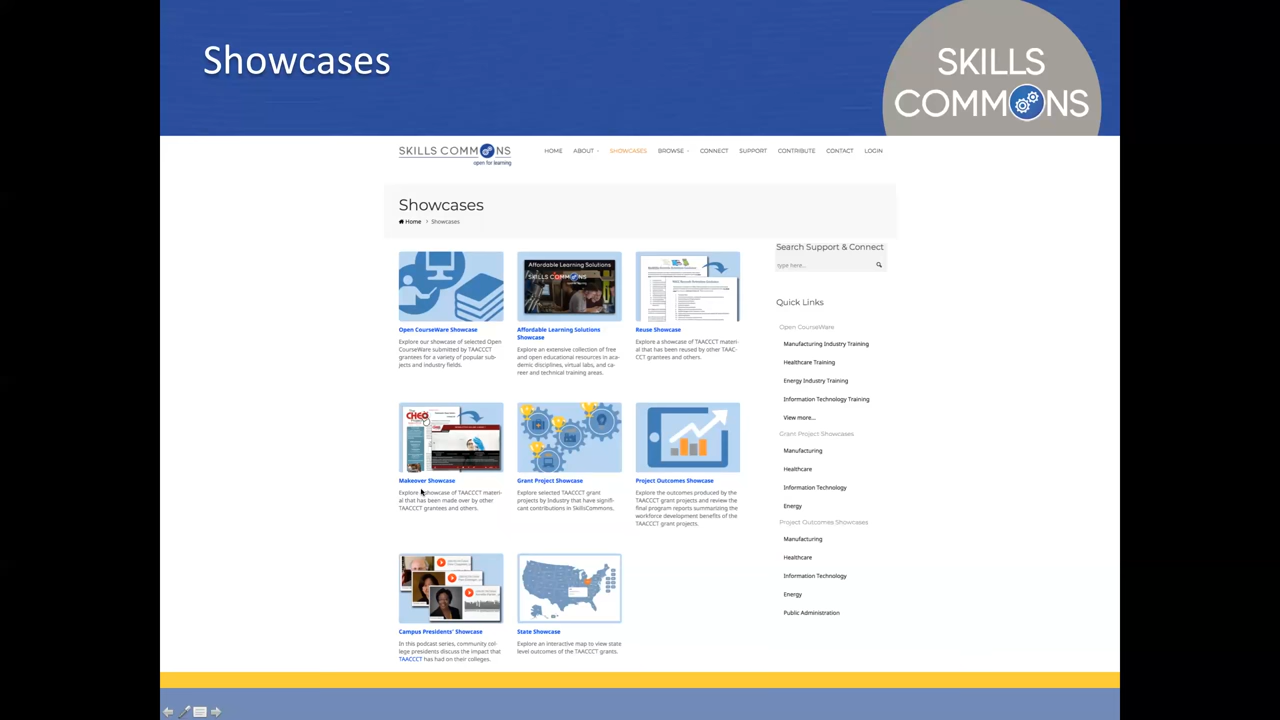 Showcases
SKILLS
COMMONS
SKILLS COMMONS
open for learning
HOME ABOUT SHOWCASES BROWSE CONNECT SUPPORT CONTRIBUTE CONTACT LOGIN
Showcases
Home > Showcases
Affordable Learning Solutions
SKILLS COMMONS
Open CourseWare Showcase
Explore our showcase of selected Open
CourseWare submitted by TAACCCT
grantees for a variety of popular sub-
jects and industry fields.
Affordable Learning Solutions
Showcase
Explore an extensive collection of free
and open educational resources in aca-
demic disciplines, virtual labs, and ca-
reer and technical training areas.
Reuse Showcase
Explore a showcase of TAACCCT materi-
al that has been reused by other TAAC-
CCT grantees and others.
CHEO
Makeover Showcase
Explore a showcase of TAACCCT materi-
al that has been made over by other
TAACCCT grantees and others.
Grant Project Showcase
Explore selected TAACCCT grant
projects by Industry that have signif-
icant contributions in SkillsCommons.
Project Outcomes Showcase
Explore the outcomes produced by the
TAACCCT grant projects and review the
final program reports summarizing the
workforce development benefits of the
TAACCCT grant projects.
Campus Presidents' Showcase
In this podcast series, community col-
lege presidents discuss the impact that
TAACCCT has had on their colleges.
State Showcase
Explore an interactive map to view state
level outcomes of the TAACCCT grants.
Search Support & Connect
type here...
Quick Links
Open CourseWare
Manufacturing Industry Training
Healthcare Training
Energy Industry Training
Information Technology Training
View more...
Grant Project Showcases
Manufacturing
Healthcare
Information Technology
Energy
Project Outcomes Showcases
Manufacturing
Healthcare
Information Technology
Energy
Public Administration